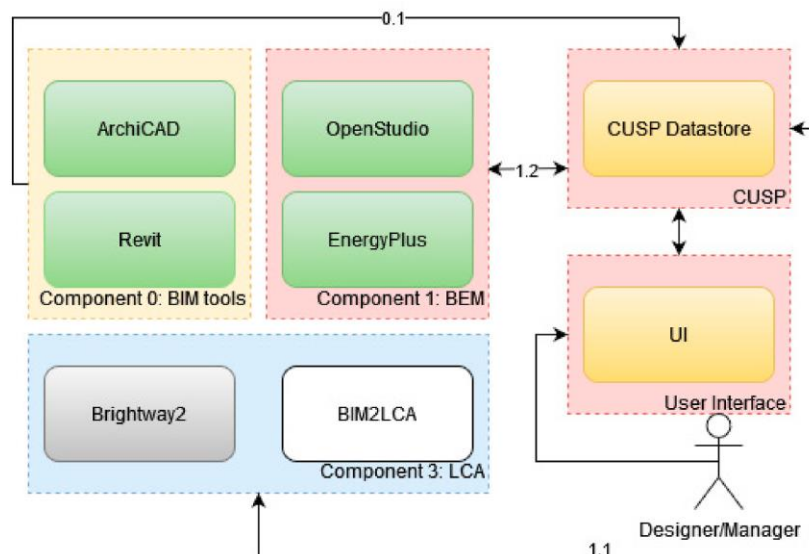 0.1
ArchiCAD
OpenStudio
CUSP Datastore
1.2
CUSP
Revit
EnergyPlus
Component 0: BIM tools
Component 1: BEM
UI
User Interface
Brightway2
BIM2LCA
Component 3: LCA
Designer/Manager
1.1